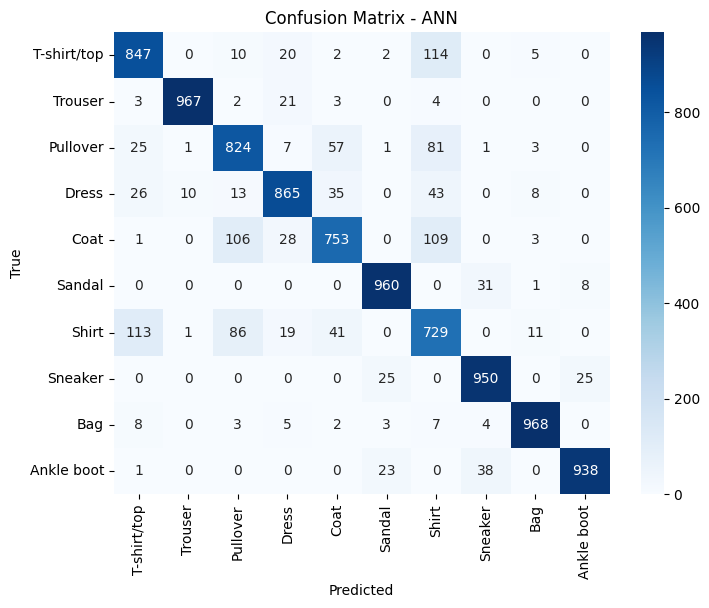 Confusion Matrix - ANN
True
T-shirt/top 847 0 10 20 2 2 114 0 5 0
Trouser 3 967 2 21 3 4 0 0 0 0
Pullover 25 1 824 7 57 1 81 1 3 0
Dress 26 10 13 865 35 0 43 0 8 0
Coat 1 0 106 28 753 0 109 0 3 0
Sandal 0 0 0 0 0 960 0 31 1 8
Shirt 113 1 86 19 41 0 729 0 11 0
Sneaker 0 0 0 0 0 25 0 950 0 25
Bag 8 0 3 5 2 3 7 4 968 0
Ankle boot 1 0 0 0 0 23 0 38 0 938
T-shirt/top Trouser Pullover Dress Coat Sandal Shirt Sneaker Bag Ankle boot
Predicted
800
600
400
200
0